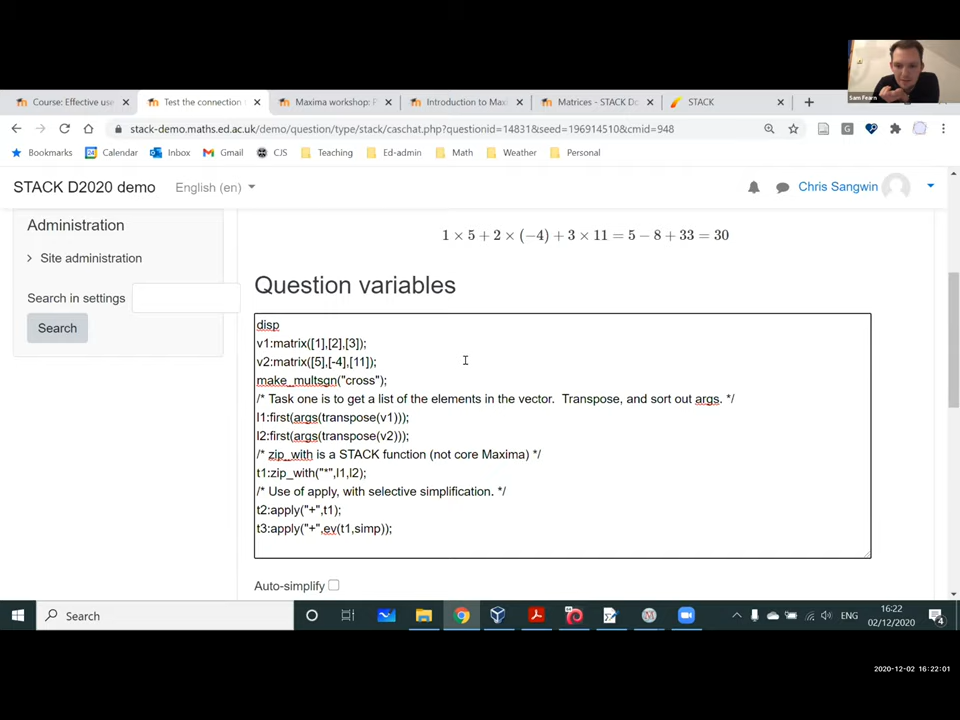 Sam Fearn
Course: Effective use
Test the connection
Maxima workshop: P
Introduction to Maxi
Matrices - STACK Do
STACK
stack-demo.maths.ed.ac.uk/demo/question/type/stack/caschat.php?questionid=14831&seed=196914510&cmid=948
Bookmarks Calendar Inbox Gmail CJS Teaching Ed-admin Math Weather Personal
STACK D2020 demo English (en) Chris Sangwin
Administration
Site administration
Search in settings
Search
1 × 5 + 2 × (−4) + 3 × 11 = 5 − 8 + 33 = 30
Question variables
disp
v1:matrix([1],[2],[3]);
v2:matrix([5],[-4],[11]);
make_multsgn("cross");
/* Task one is to get a list of the elements in the vector.  Transpose, and sort out args. */
l1:first(args(transpose(v1)));
l2:first(args(transpose(v2)));
/* zip_with is a STACK function (not core Maxima) */
t1:zip_with("*",l1,l2);
/* Use of apply, with selective simplification. */
t2:apply("+",t1);
t3:apply("+",ev(t1,simp));
Auto-simplify
Search
ENG
16:22
02/12/2020
4
2020-12-02 16:22:01